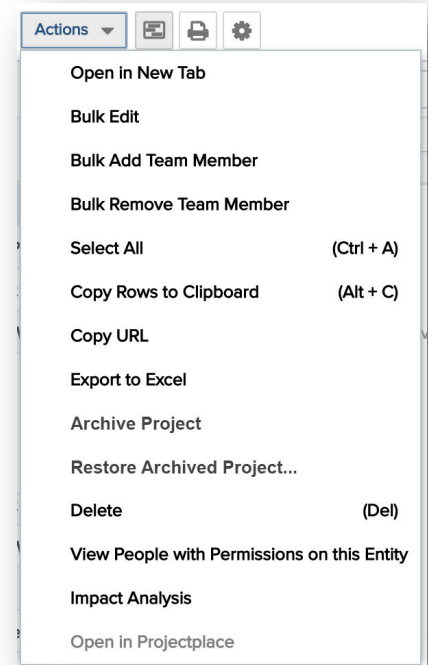 Actions
Open in New Tab
Bulk Edit
Bulk Add Team Member
Bulk Remove Team Member
Select All (Ctrl + A)
Copy Rows to Clipboard (Alt + C)
Copy URL
Export to Excel
Archive Project
Restore Archived Project...
Delete (Del)
View People with Permissions on this Entity
Impact Analysis
Open in Projectplace